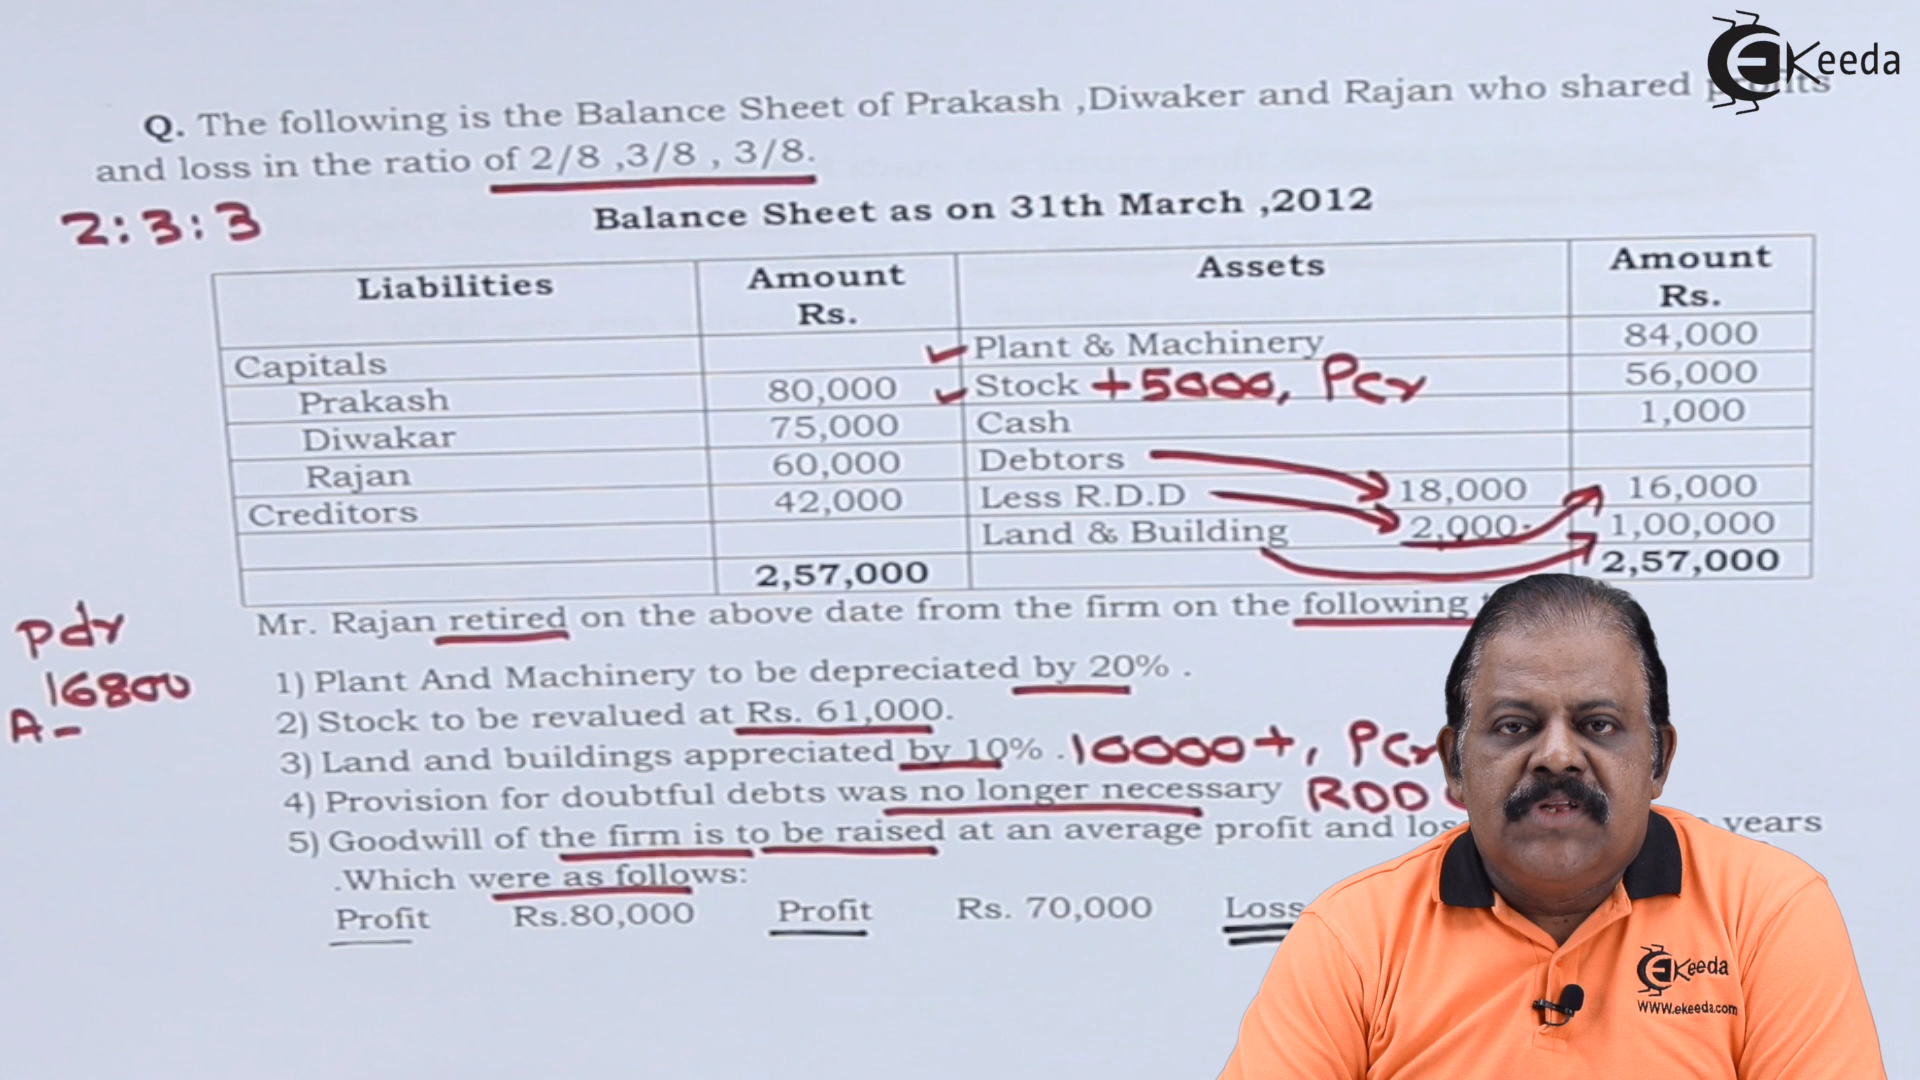 Keeda
Q. The following is the Balance Sheet of Prakash ,Diwaker and Rajan who shared profits
and loss in the ratio of 2/8 ,3/8 , 3/8.
2:3:3
Balance Sheet as on 31th March ,2012
Liabilities Amount Rs. Assets Amount Rs.
Capitals Plant & Machinery 84,000
Prakash 80,000 Stock +5000, PCr 56,000
Diwakar 75,000 Cash 1,000
Rajan 60,000 Debtors 18,000
Creditors 42,000 Less R.D.D 2,000 16,000
Land & Building 1,00,000
2,57,000 2,57,000
Mr. Rajan retired on the above date from the firm on the following
pdr
16800
A-
1) Plant And Machinery to be depreciated by 20% .
2) Stock to be revalued at Rs. 61,000.
3) Land and buildings appreciated by 10% . 10000+, PCr
4) Provision for doubtful debts was no longer necessary RDD
5) Goodwill of the firm is to be raised at an average profit and years
.Which were as follows:
Profit Rs.80,000 Profit Rs. 70,000 Loss
Keeda
WWW.ekeeda.com